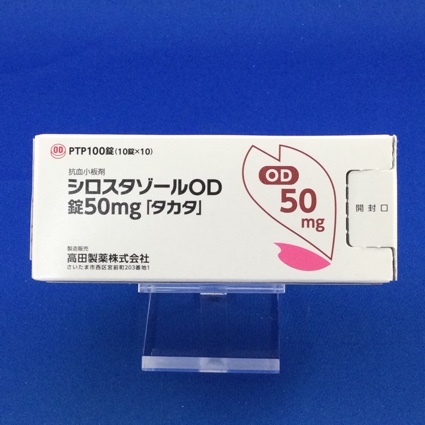 OD PTP100錠(10錠×10)
抗血小板剤
シロスタゾールOD
錠50mg「タカタ」
製造販売
高田製薬株式会社
さいたま市西区宮前町203番地1
OD
50
mg
開封口